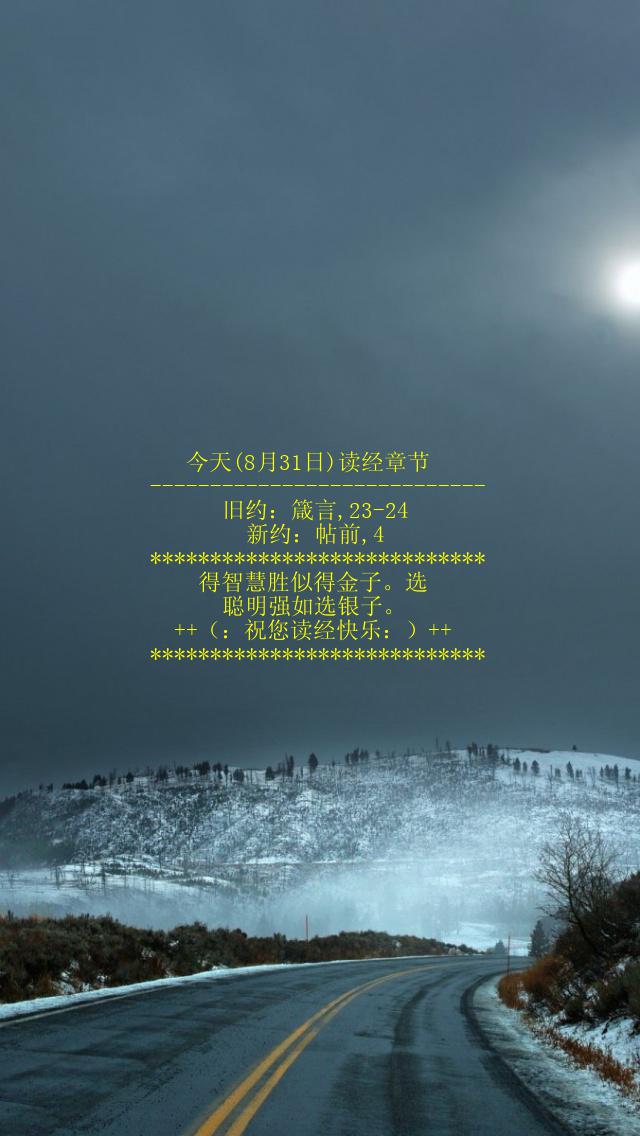 今天(8月31日)读经章节
----------------------------
旧约：箴言,23-24
新约：帖前,4
****************************
得智慧胜似得金子。选
聪明强如选银子。
++（：祝您读经快乐：）++
****************************